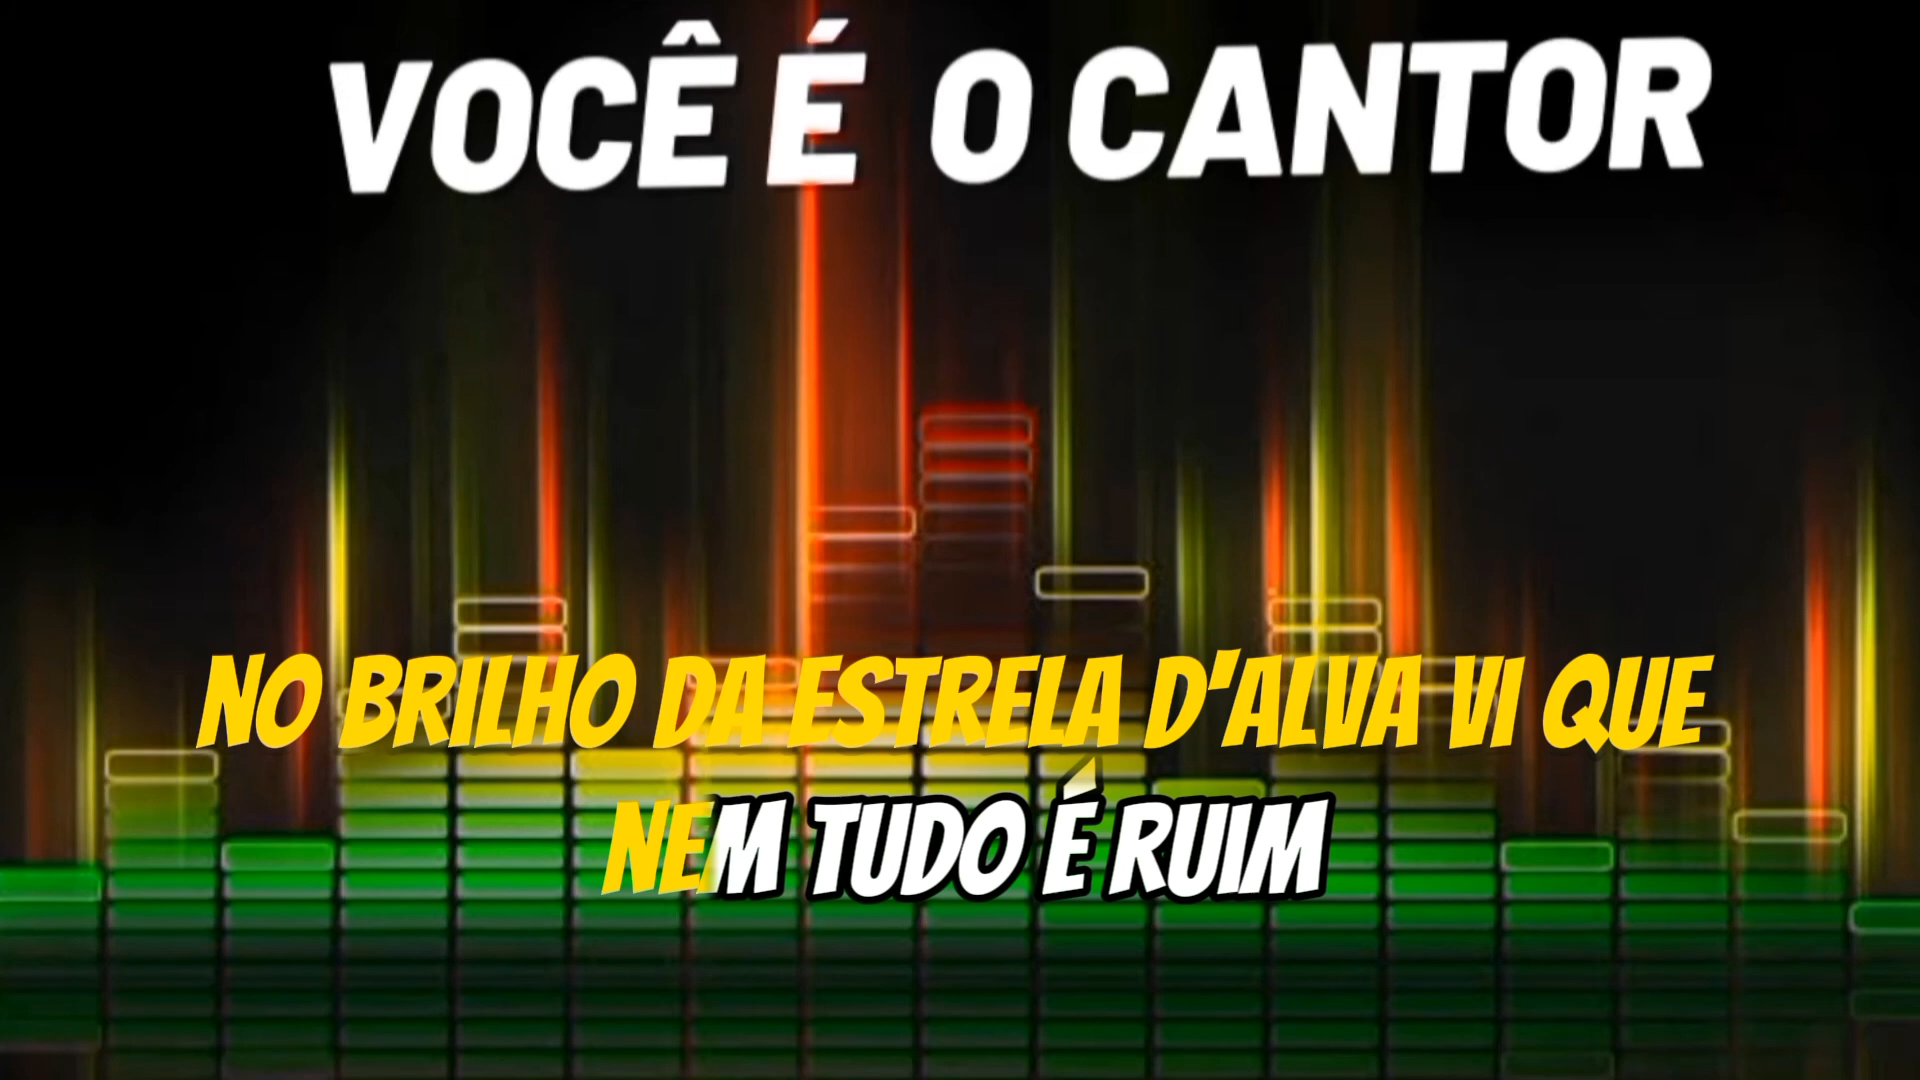 VOCÊ É O CANTOR
NO BRILHO DA ESTRELA D'ALVA VI QUE
NEM TUDO É RUIM